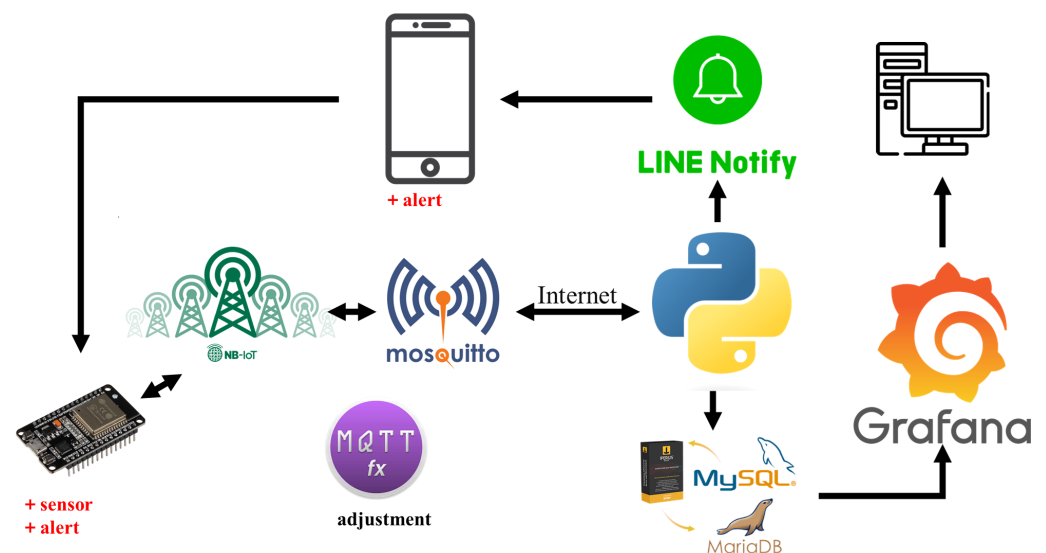 LINE Notify
+ alert
Internet
NB-IoT
mosquitto
Grafana
MQTT
fx
MySQL
adjustment
+ sensor
+ alert
MariaDB